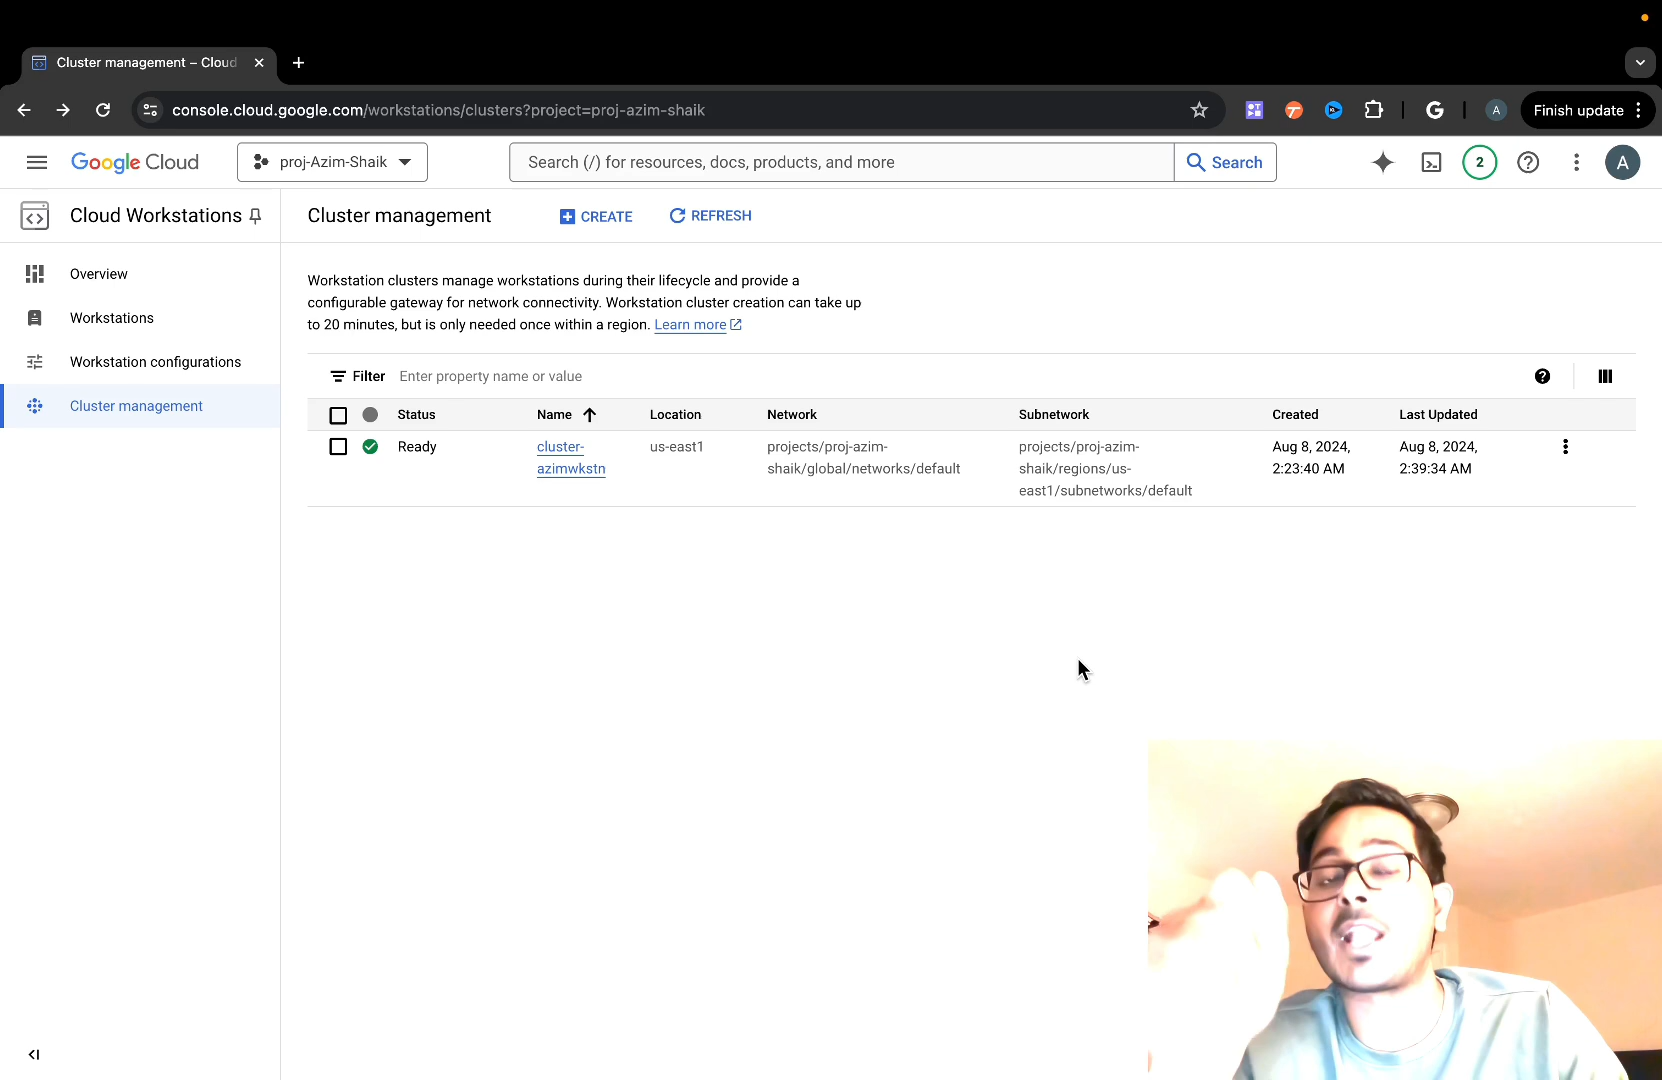 Cluster management – Cloud
console.cloud.google.com/workstations/clusters?project=proj-azim-shaik
A
Finish update
Google Cloud
proj-Azim-Shaik
Search (/) for resources, docs, products, and more
Search
2
A
Cloud Workstations
Cluster management
CREATE
REFRESH
Overview
Workstations
Workstation configurations
Cluster management
Workstation clusters manage workstations during their lifecycle and provide a
configurable gateway for network connectivity. Workstation cluster creation can take up
to 20 minutes, but is only needed once within a region. Learn more
Filter Enter property name or value
Status Name Location Network Subnetwork Created Last Updated
Ready cluster- us-east1 projects/proj-azim- projects/proj-azim- Aug 8, 2024, Aug 8, 2024,
azimwkstn shaik/global/networks/default shaik/regions/us- 2:23:40 AM 2:39:34 AM
east1/subnetworks/default